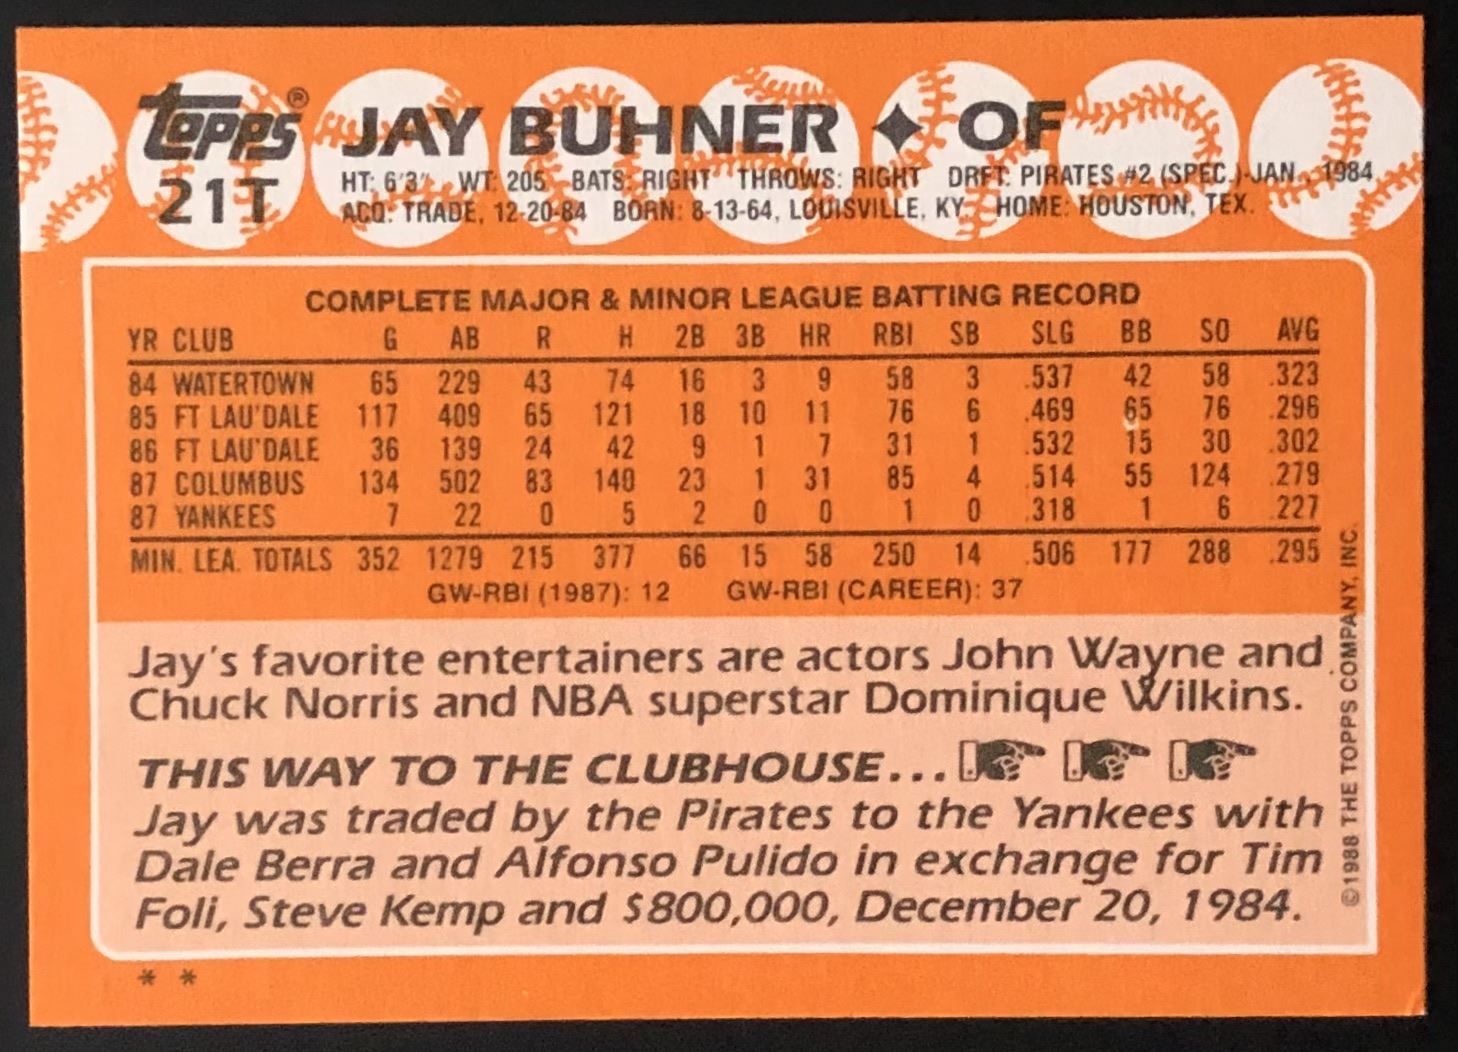 topps® JAY BUHNER ✦ OF
21T
HT: 6'3" WT: 205 BATS: RIGHT THROWS: RIGHT DRFT: PIRATES #2 (SPEC.)-JAN., 1984
ACQ: TRADE, 12-20-84 BORN: 8-13-64, LOUISVILLE, KY. HOME: HOUSTON, TEX.
COMPLETE MAJOR & MINOR LEAGUE BATTING RECORD
YR CLUB G AB R H 2B 3B HR RBI SB SLG BB SO AVG
84 WATERTOWN 65 229 43 74 16 3 9 58 3 .537 42 58 .323
85 FT LAU'DALE 117 409 65 121 18 10 11 76 6 .469 65 76 .296
86 FT LAU'DALE 36 139 24 42 9 1 7 31 1 .532 15 30 .302
87 COLUMBUS 134 502 83 140 23 1 31 85 4 .514 55 124 .279
87 YANKEES 7 22 0 5 2 0 0 1 0 .318 1 6 .227
MIN. LEA. TOTALS 352 1279 215 377 66 15 58 250 14 .506 177 288 .295
GW-RBI (1987): 12 GW-RBI (CAREER): 37
Jay's favorite entertainers are actors John Wayne and
Chuck Norris and NBA superstar Dominique Wilkins.
THIS WAY TO THE CLUBHOUSE...
Jay was traded by the Pirates to the Yankees with
Dale Berra and Alfonso Pulido in exchange for Tim
Foli, Steve Kemp and $800,000, December 20, 1984.
* *
©1988 THE TOPPS COMPANY, INC.